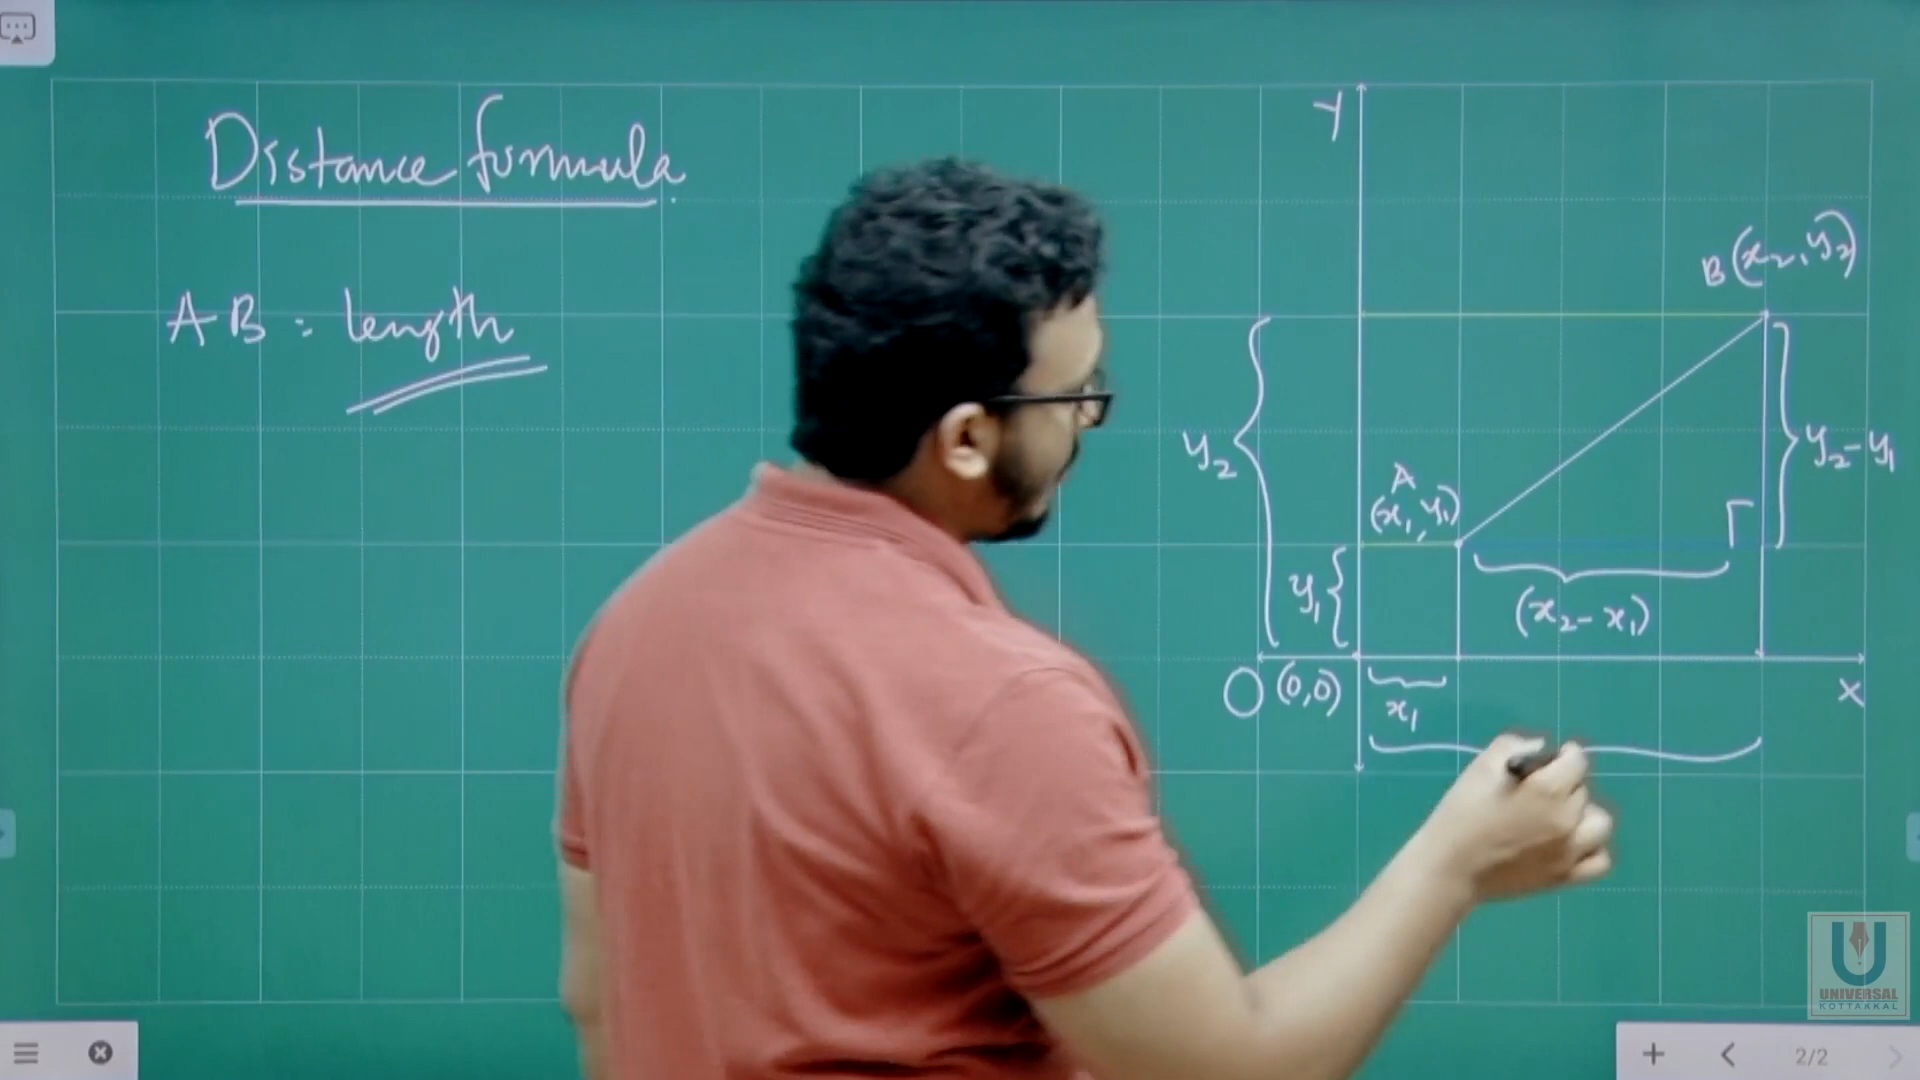 Distance formula.
AB = length
Y
B(x₂, y₂)
y₂
y₂-y₁
A
(x₁, y₁)
y₁
(x₂-x₁)
O (0,0)
x₁
X
U
UNIVERSAL
KOTTAKKAL
2/2